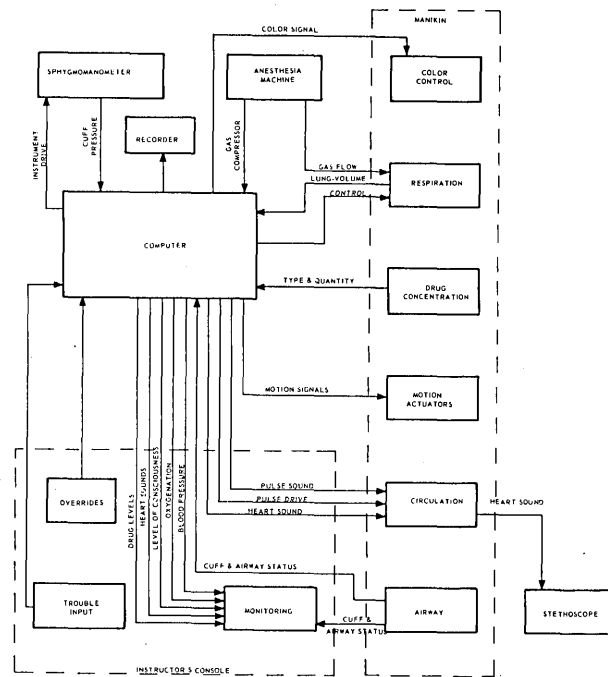 MANIKIN
COLOR SIGNAL
SPHYGMOMANOMETER
ANESTHESIA
MACHINE
COLOR
CONTROL
INSTRUMENT
DRIVE
CUFF
PRESSURE
RECORDER
GAS
COMPRESSOR
GAS FLOW
LUNG-VOLUME
CONTROL
RESPIRATION
COMPUTER
TYPE & QUANTITY
DRUG
CONCENTRATION
MOTION SIGNALS
MOTION
ACTUATORS
OVERRIDES
DRUG LEVELS
HEART SOUNDS
LEVEL OF CONSCIOUSNESS
OXYGENATION
BLOOD PRESSURE
PULSE SOUND
PULSE DRIVE
HEART SOUND
CIRCULATION
HEART SOUND
CUFF & AIRWAY STATUS
TROUBLE
INPUT
MONITORING
AIRWAY
CUFF &
AIRWAY STATUS
STETHOSCOPE
INSTRUCTOR S CONSOLE